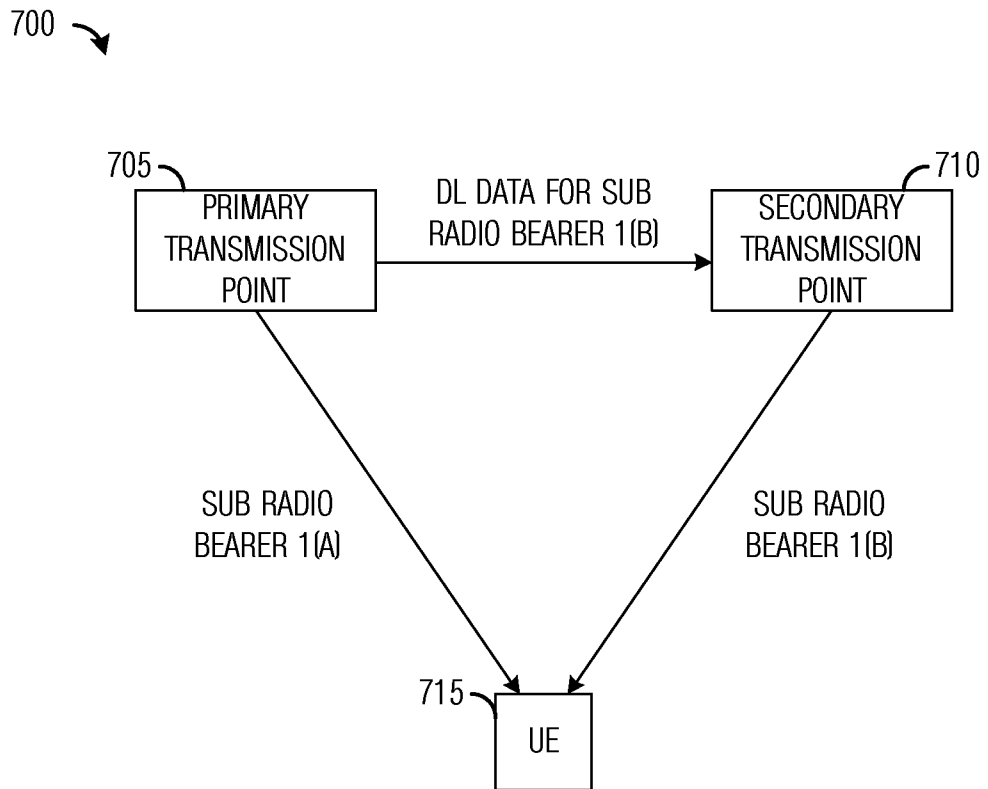 700
705
PRIMARY
TRANSMISSION
POINT
DL DATA FOR SUB
RADIO BEARER 1(B)
710
SECONDARY
TRANSMISSION
POINT
SUB RADIO
BEARER 1(A)
SUB RADIO
BEARER 1(B)
715
UE